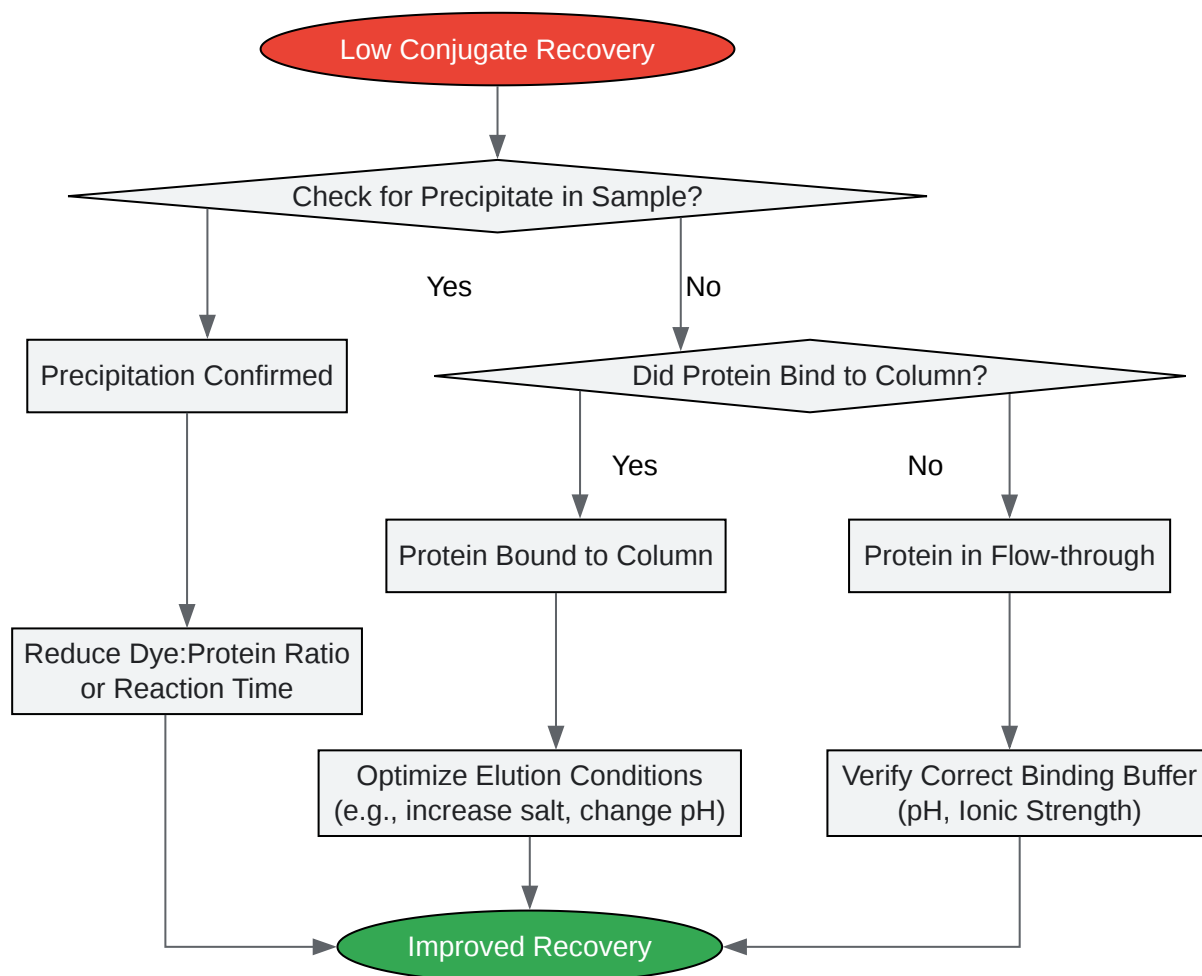 Low Conjugate Recovery
Check for Precipitate in Sample?
Yes
No
Precipitation Confirmed
Did Protein Bind to Column?
Yes
No
Protein Bound to Column
Protein in Flow-through
Reduce Dye:Protein Ratio
or Reaction Time
Optimize Elution Conditions
(e.g., increase salt, change pH)
Verify Correct Binding Buffer
(pH, Ionic Strength)
Improved Recovery